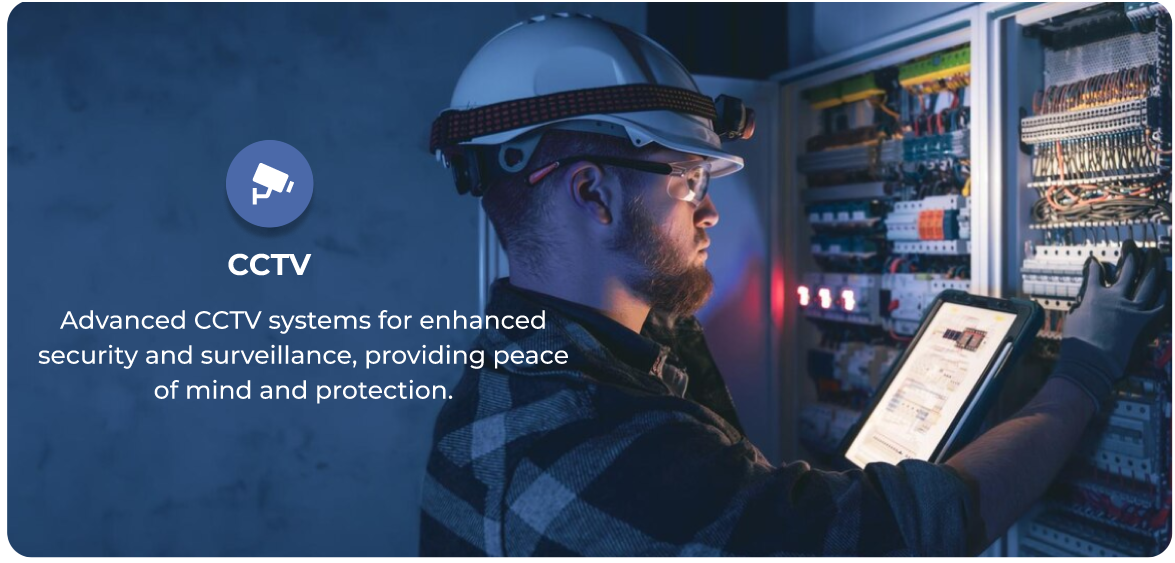 CCTV
Advanced CCTV systems for enhanced
security and surveillance, providing peace
of mind and protection.